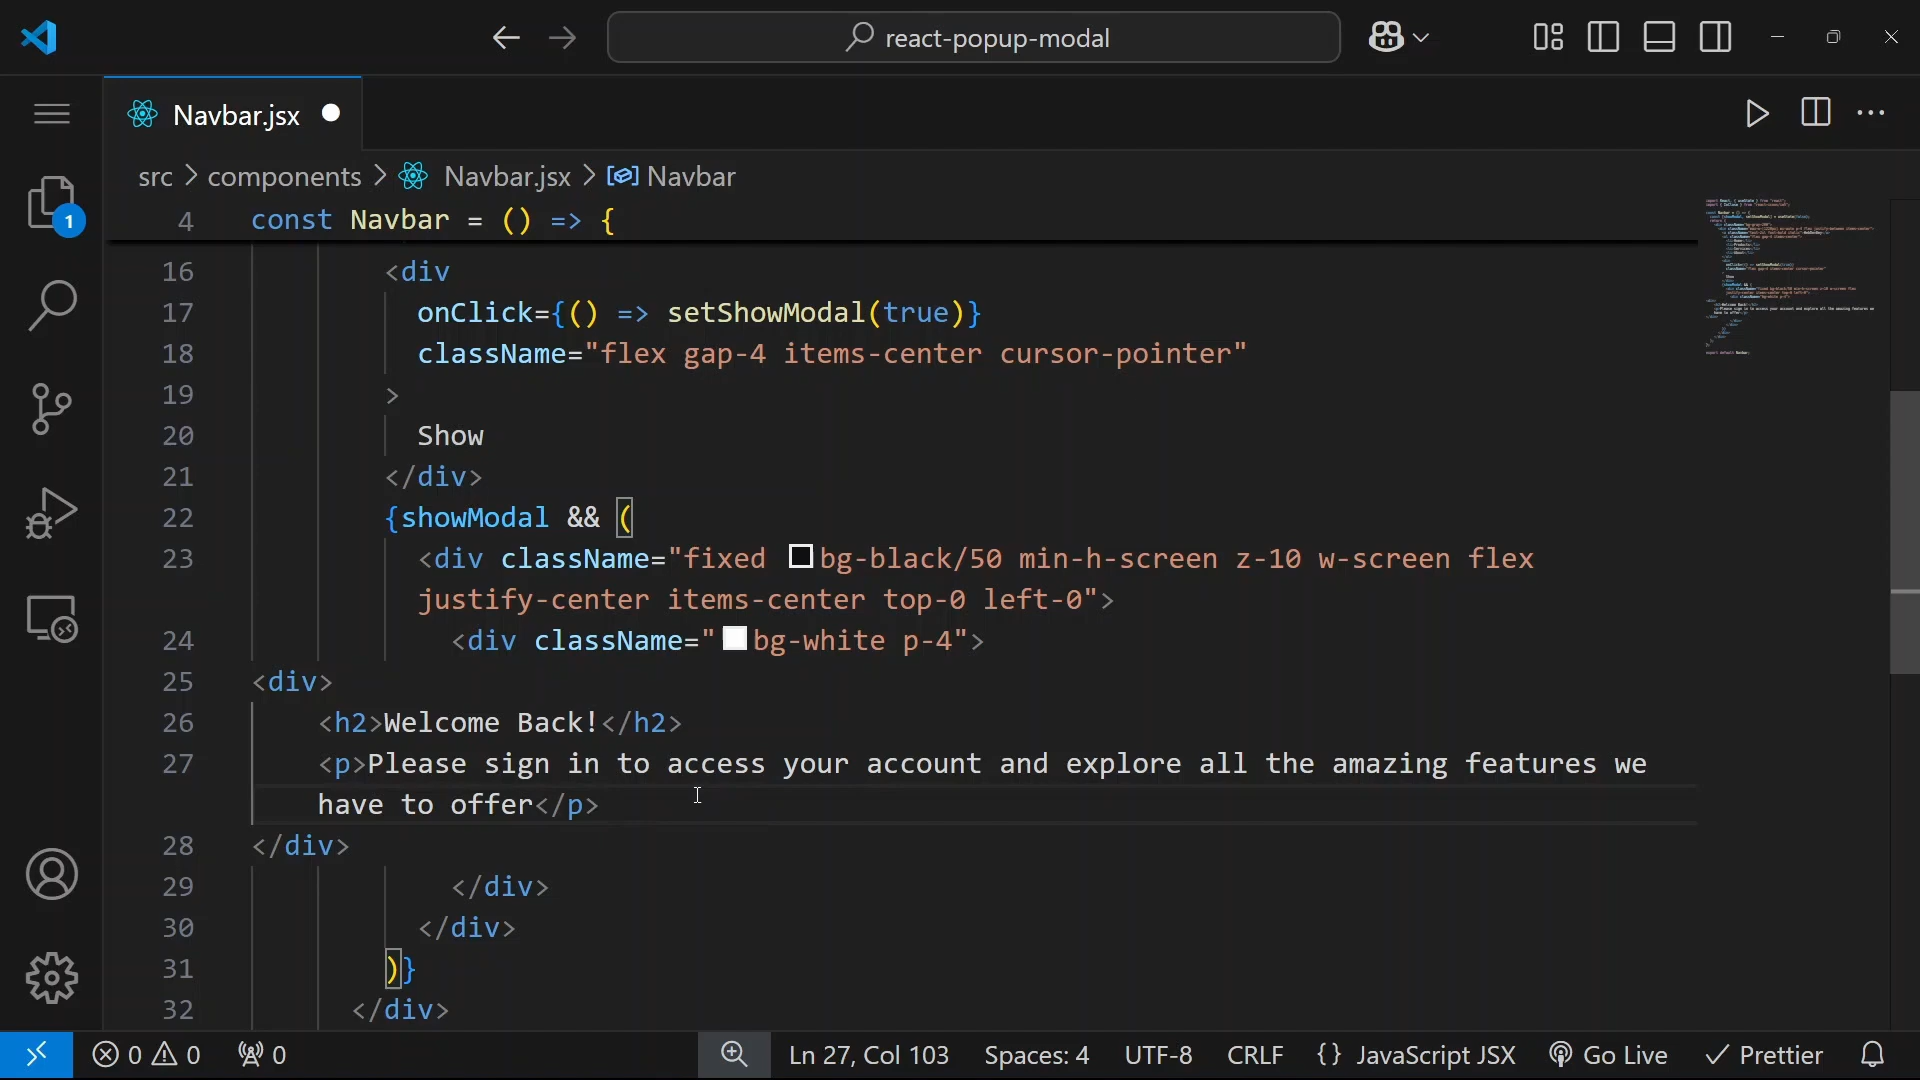 react-popup-modal
Navbar.jsx
src > components > Navbar.jsx > Navbar
4 const Navbar = () => {
16 <div
17 onClick={() => setShowModal(true)}
18 className="flex gap-4 items-center cursor-pointer"
19 >
20 Show
21 </div>
22 {showModal && (
23 <div className="fixed bg-black/50 min-h-screen z-10 w-screen flex
justify-center items-center top-0 left-0">
24 <div className="bg-white p-4">
25 <div>
26 <h2>Welcome Back!</h2>
27 <p>Please sign in to access your account and explore all the amazing features we
have to offer</p>
28 </div>
29 </div>
30 </div>
31 )}
32 </div>
1
0 0 0 Ln 27, Col 103 Spaces: 4 UTF-8 CRLF {} JavaScript JSX Go Live Prettier